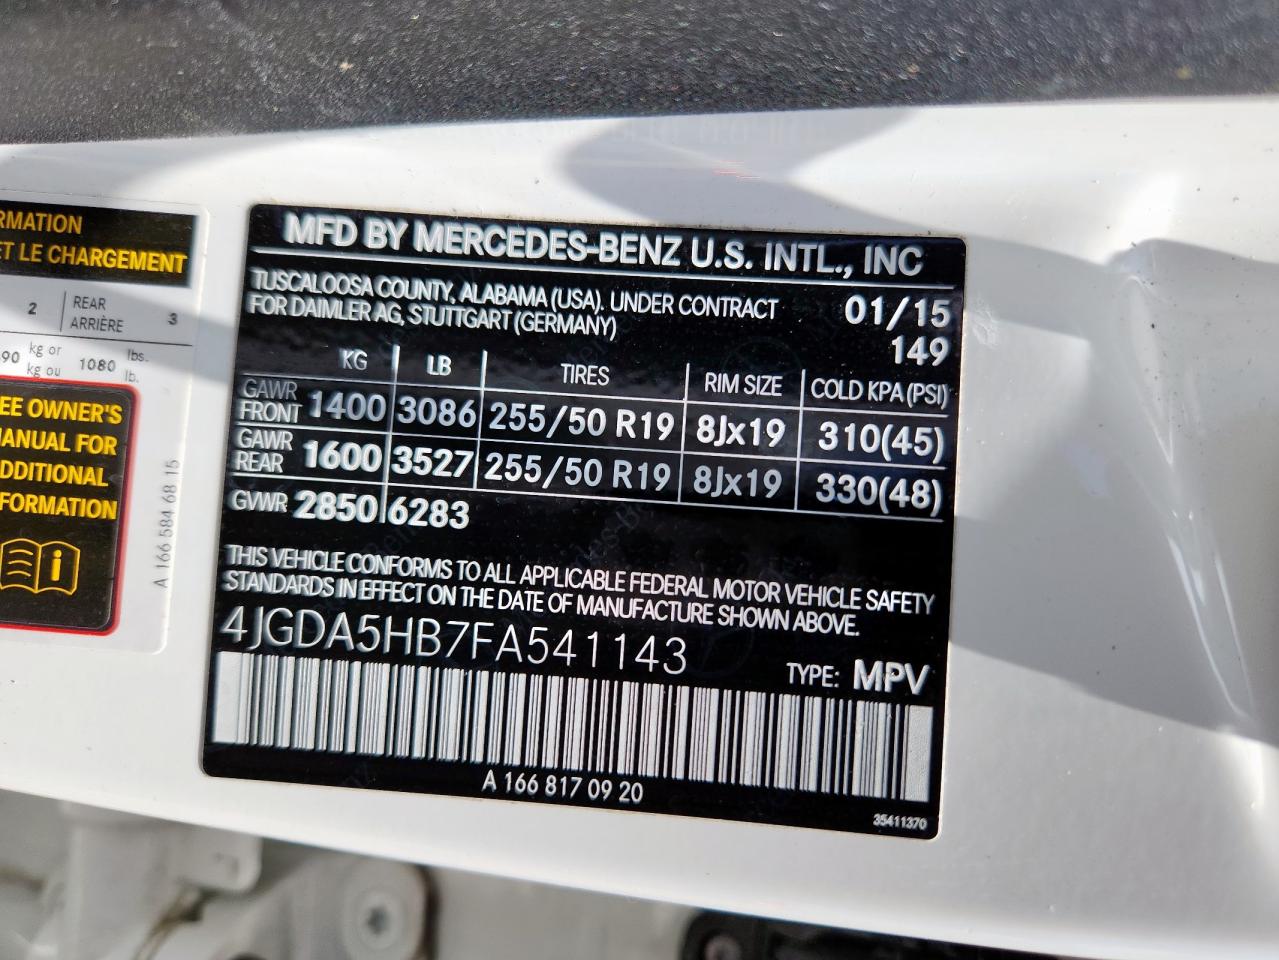 RMATION
ET LE CHARGEMENT
2 REAR ARRIÈRE 3
90 kg or kg ou 1080 lbs. lb.
EE OWNER'S
ANUAL FOR
DDITIONAL
FORMATION
A 166 584 68 15
MFD BY MERCEDES-BENZ U.S. INTL., INC
TUSCALOOSA COUNTY, ALABAMA (USA). UNDER CONTRACT 01/15
FOR DAIMLER AG, STUTTGART (GERMANY) 149
KG LB TIRES RIM SIZE COLD KPA (PSI)
GAWR FRONT 1400 3086 255/50 R19 8Jx19 310(45)
GAWR REAR 1600 3527 255/50 R19 8Jx19 330(48)
GVWR 2850 6283
THIS VEHICLE CONFORMS TO ALL APPLICABLE FEDERAL MOTOR VEHICLE SAFETY
STANDARDS IN EFFECT ON THE DATE OF MANUFACTURE SHOWN ABOVE.
4JGDA5HB7FA541143 TYPE: MPV
A 166 817 09 20
35411370